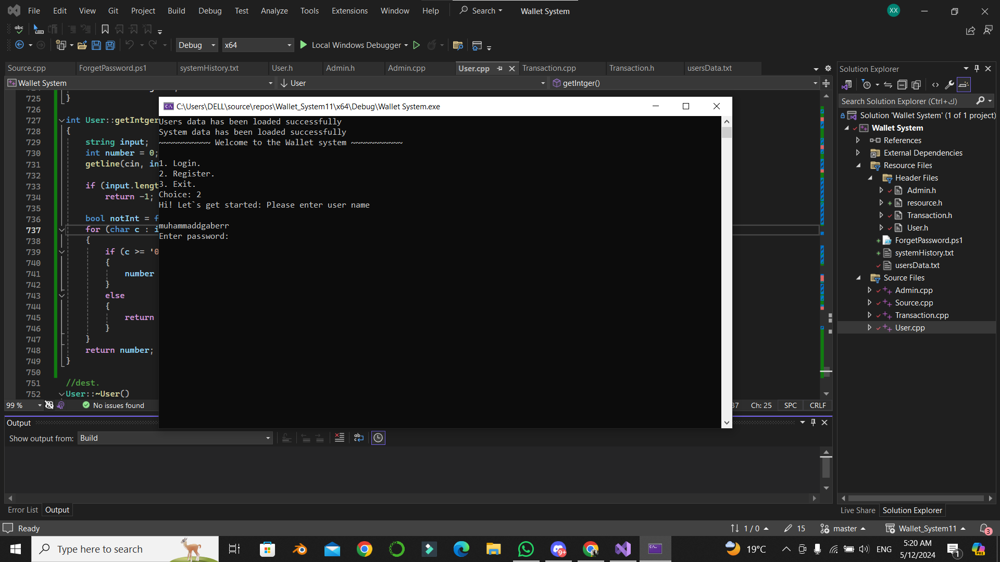 File Edit View Git Project Build Debug Test Analyze Tools Extensions Window Help Search Wallet System XX
abc
Debug x64 Local Windows Debugger
Source.cpp ForgetPassword.ps1 systemHistory.txt User.h Admin.h Admin.cpp User.cpp Transaction.cpp Transaction.h usersData.txt
Wallet System User getIntger()
725 }
726
727 int User::getIntger
728 {
729 string input;
730 int number = 0;
731 getline(cin, in
732
733 if (input.lengt
734 return -1;
735
736 bool notInt = f
737 for (char c : i
738 {
739 if (c >= '0
740 {
741 number
742 }
743 else
744 {
745 return
746 }
747 }
748 return number;
749 }
750
751 //dest.
752 User::~User()
99 % No issues found
37 Ch: 25 SPC CRLF
C:\Users\DELL\source\repos\Wallet_System11\x64\Debug\Wallet System.exe
Users data has been loaded successfully
System data has been loaded successfully
~~~~~~~~~~~ Welcome to the Wallet system ~~~~~~~~~~~
1. Login.
2. Register.
3. Exit.
Choice: 2
Hi! Let`s get started: Please enter user name
muhammaddgaberr
Enter password:
Output
Show output from: Build
Error List Output
Solution Explorer
Search Solution Explorer (Ctrl+ك)
Solution 'Wallet System' (1 of 1 project)
Wallet System
References
External Dependencies
Resource Files
Header Files
Admin.h
resource.h
Transaction.h
User.h
ForgetPassword.ps1
systemHistory.txt
usersData.txt
Source Files
Admin.cpp
Source.cpp
Transaction.cpp
User.cpp
Live Share Solution Explorer
Ready 1 / 0 15 master Wallet_System11 3
Type here to search 9+ 19°C ENG 5:20 AM 5/12/2024 1 PRE